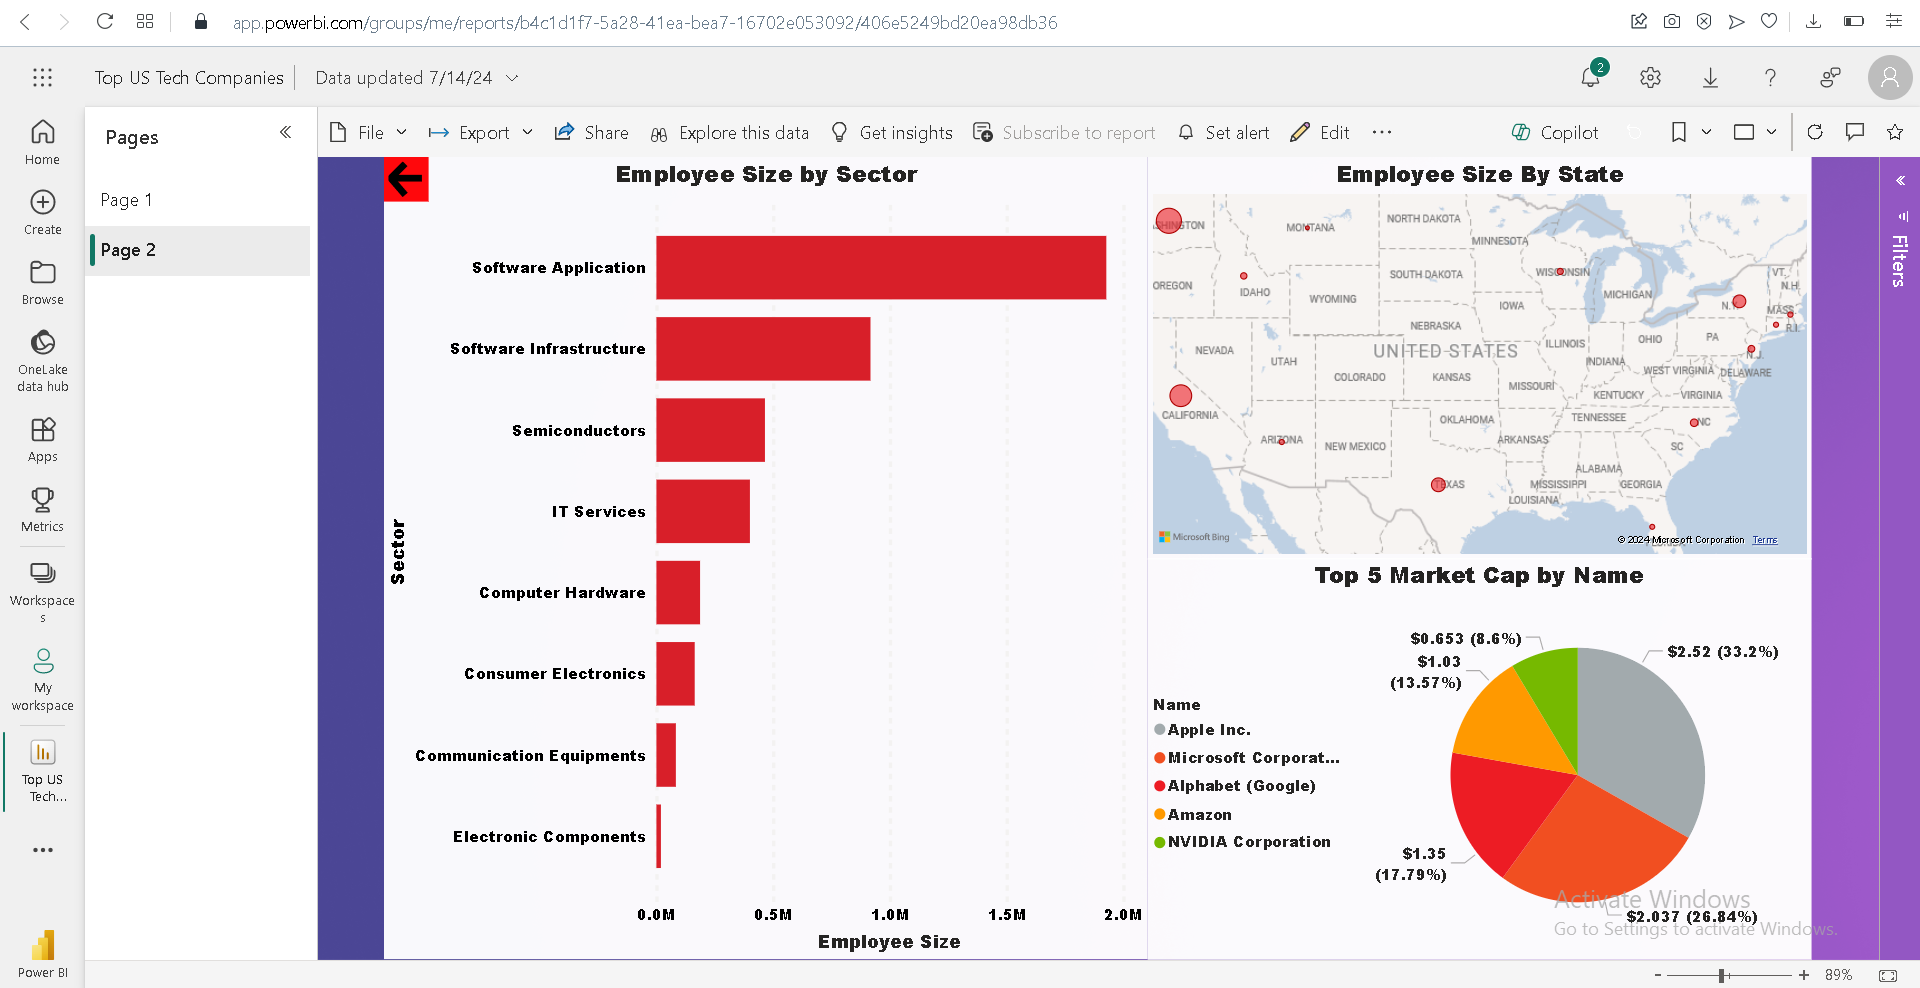 app.powerbi.com/groups/me/reports/b4c1d1f7-5a28-41ea-bea7-16702e053092/406e5249bd20ea98db36
Top US Tech Companies
Data updated 7/14/24
2
Home
Create
Browse
OneLake
data hub
Apps
Metrics
Workspace
s
My
workspace
Top US
Tech...
Power BI
Pages
Page 1
Page 2
File
Export
Share
Explore this data
Get insights
Subscribe to report
Set alert
Edit
Copilot
Filters
Employee Size by Sector
Sector
Software Application
Software Infrastructure
Semiconductors
IT Services
Computer Hardware
Consumer Electronics
Communication Equipments
Electronic Components
0.0M 0.5M 1.0M 1.5M 2.0M
Employee Size
Employee Size By State
NORTH DAKOTA
MONTANA
MINNESOTA
SOUTH DAKOTA
WISCONSIN
VT.
N.H.
OREGON
IDAHO
WYOMING
IOWA
MICHIGAN
N.Y.
MASS
R.I.
NEBRASKA
NEVADA
UTAH
UNITED STATES
ILLINOIS
OHIO
PA
N.J.
INDIANA
COLORADO
KANSAS
MISSOURI
WEST VIRGINIA
DELAWARE
KENTUCKY
VIRGINIA
CALIFORNIA
OKLAHOMA
TENNESSEE
NC
ARIZONA
NEW MEXICO
ARKANSAS
SC
ALABAMA
TEXAS
MISSISSIPPI
GEORGIA
LOUISIANA
FLORIDA
Microsoft Bing
© 2024 Microsoft Corporation Terms
Top 5 Market Cap by Name
Name
Apple Inc.
Microsoft Corporat...
Alphabet (Google)
Amazon
NVIDIA Corporation
$0.653 (8.6%)
$1.03
(13.57%)
$2.52 (33.2%)
$1.35
(17.79%)
$2.037 (26.84%)
Activate Windows
Go to Settings to activate Windows.
89%